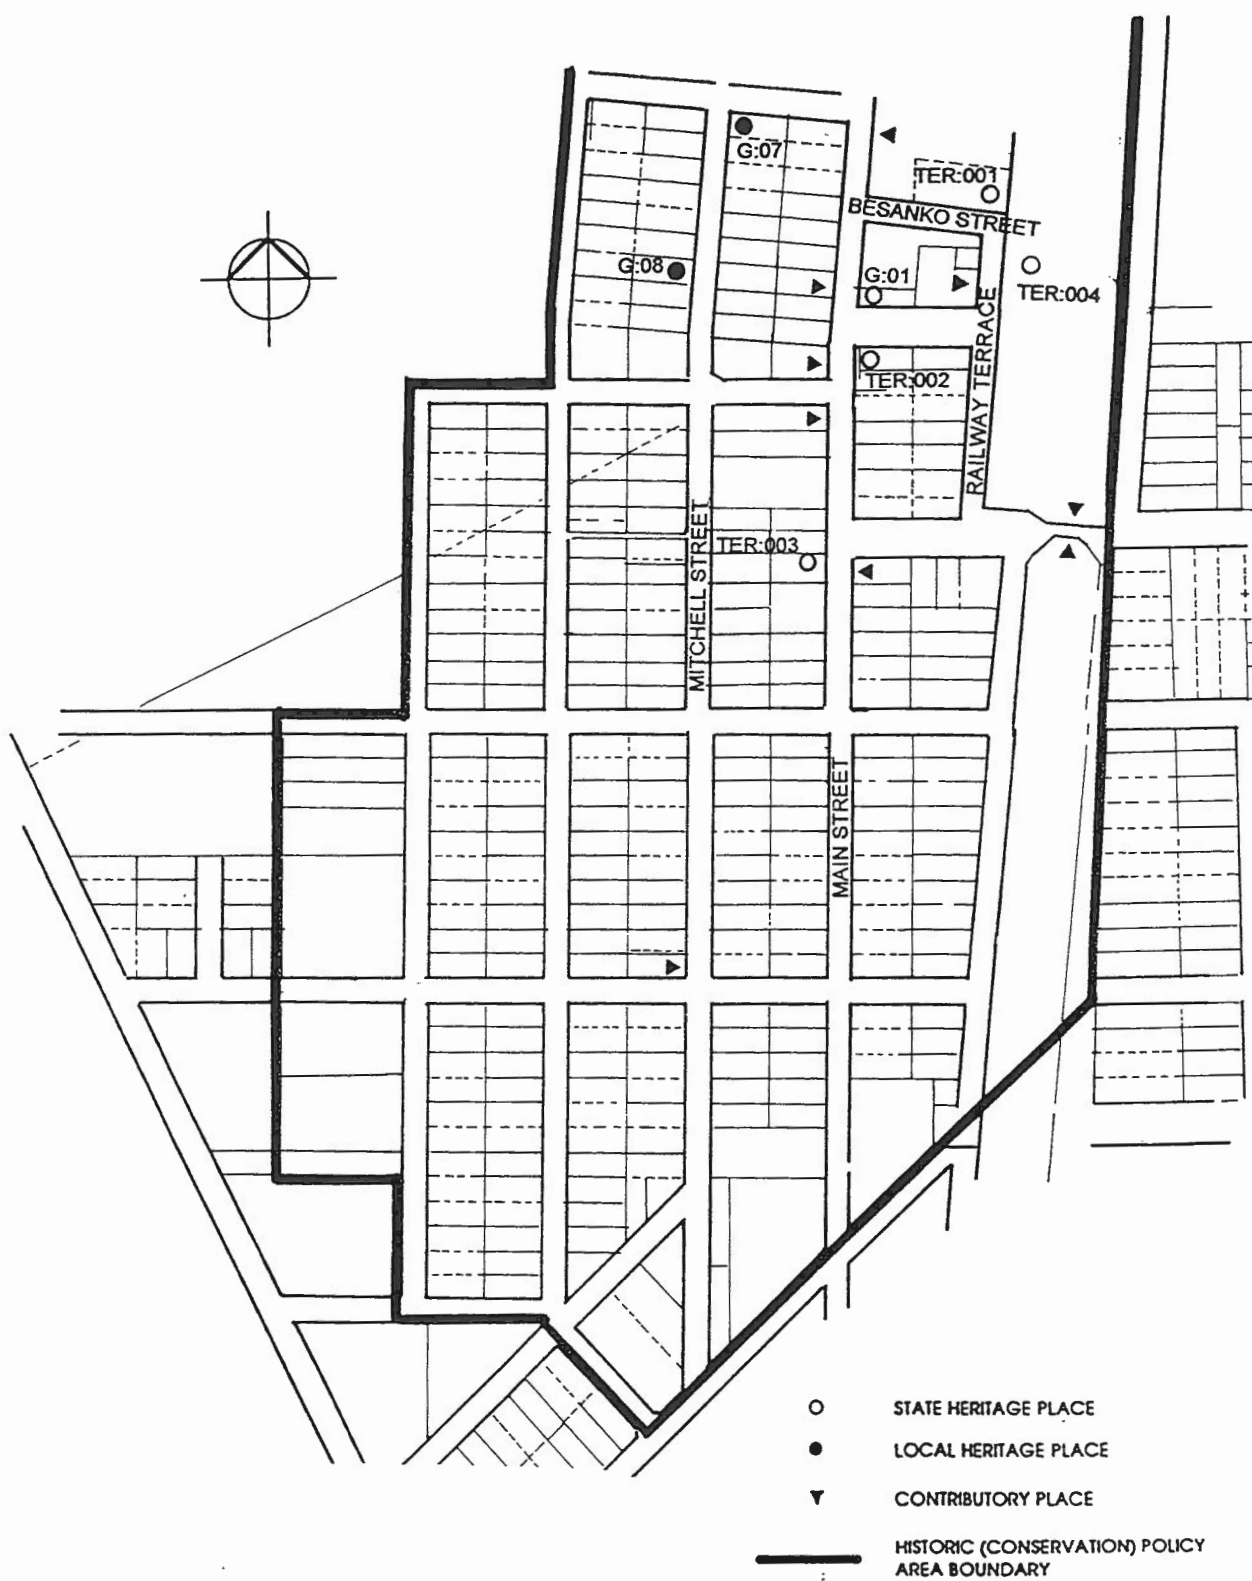 G:07
TER:001
BESANKO STREET
G:08
G:01
TER:004
TER:002
RAILWAY TERRACE
MITCHELL STREET
TER:003
MAIN STREET
STATE HERITAGE PLACE
LOCAL HERITAGE PLACE
CONTRIBUTORY PLACE
HISTORIC (CONSERVATION) POLICY
AREA BOUNDARY